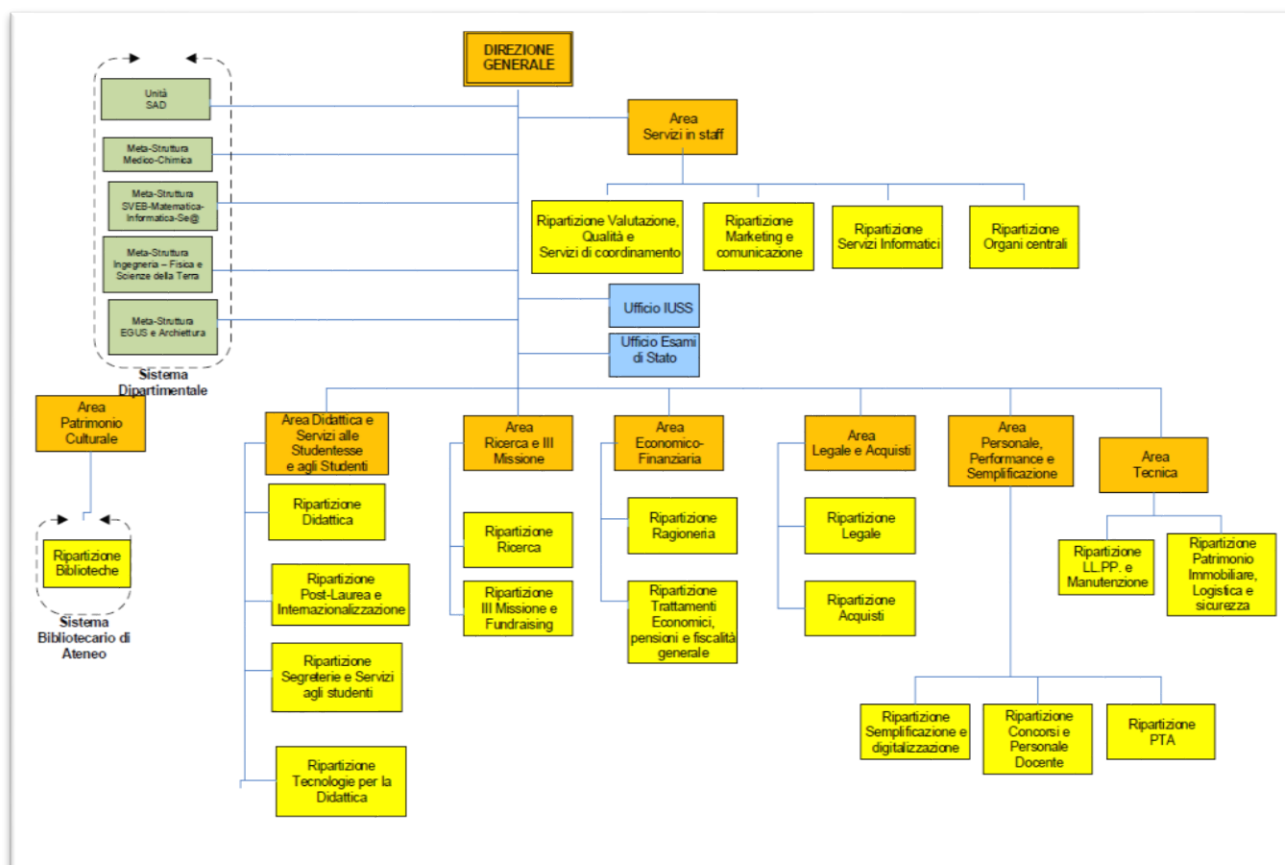 DIREZIONE
GENERALE
Unità
SAD
Area
Servizi in staff
Meta-Struttura
Medico-Chimica
Meta-Struttura
SVEB-Matematica-
Informatica-Se@
Meta-Struttura
Ingegneria – Fisica e
Scienze della Terra
Meta-Struttura
EGUS e Archiettura
Sistema
Dipartimentale
Ripartizione Valutazione,
Qualità e
Servizi di coordinamento
Ripartizione
Marketing e
comunicazione
Ripartizione
Servizi Informatici
Ripartizione
Organi centrali
Ufficio IUSS
Ufficio Esami
di Stato
Area
Patrimonio
Culturale
Ripartizione
Biblioteche
Sistema
Bibliotecario di
Ateneo
Area Didattica e
Servizi alle
Studentesse
e agli Studenti
Ripartizione
Didattica
Ripartizione
Post-Laurea e
Internazionalizzazione
Ripartizione
Segreterie e Servizi
agli studenti
Ripartizione
Tecnologie per la
Didattica
Area
Ricerca e III
Missione
Ripartizione
Ricerca
Ripartizione
III Missione e
Fundraising
Area
Economico-
Finanziaria
Ripartizione
Ragioneria
Ripartizione
Trattamenti
Economici,
pensioni e fiscalità
generale
Area
Legale e Acquisti
Ripartizione
Legale
Ripartizione
Acquisti
Area
Personale,
Performance e
Semplificazione
Ripartizione
Semplificazione e
digitalizzazione
Ripartizione
Concorsi e
Personale
Docente
Ripartizione
PTA
Area
Tecnica
Ripartizione
LL.PP. e
Manutenzione
Ripartizione
Patrimonio
Immobiliare,
Logistica e
sicurezza